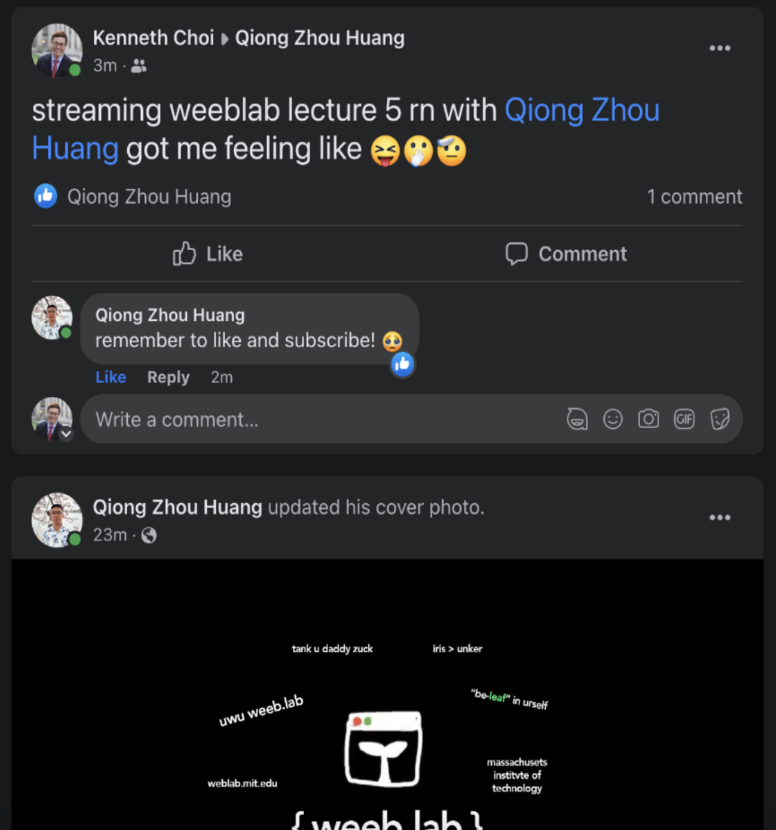 Kenneth Choi ▸ Qiong Zhou Huang
3m ·
streaming weeblab lecture 5 rn with Qiong Zhou
Huang got me feeling like 😝🤭🤕
Qiong Zhou Huang
1 comment
Like
Comment
Qiong Zhou Huang
remember to like and subscribe! 🥺
Like Reply 2m
Write a comment...
GIF
Qiong Zhou Huang updated his cover photo.
23m ·
tank u daddy zuck
iris > unker
uwu weeb.lab
"be-leaf" in urself
weblab.mit.edu
massachusets
institvte of
technology
{ weeb lab }